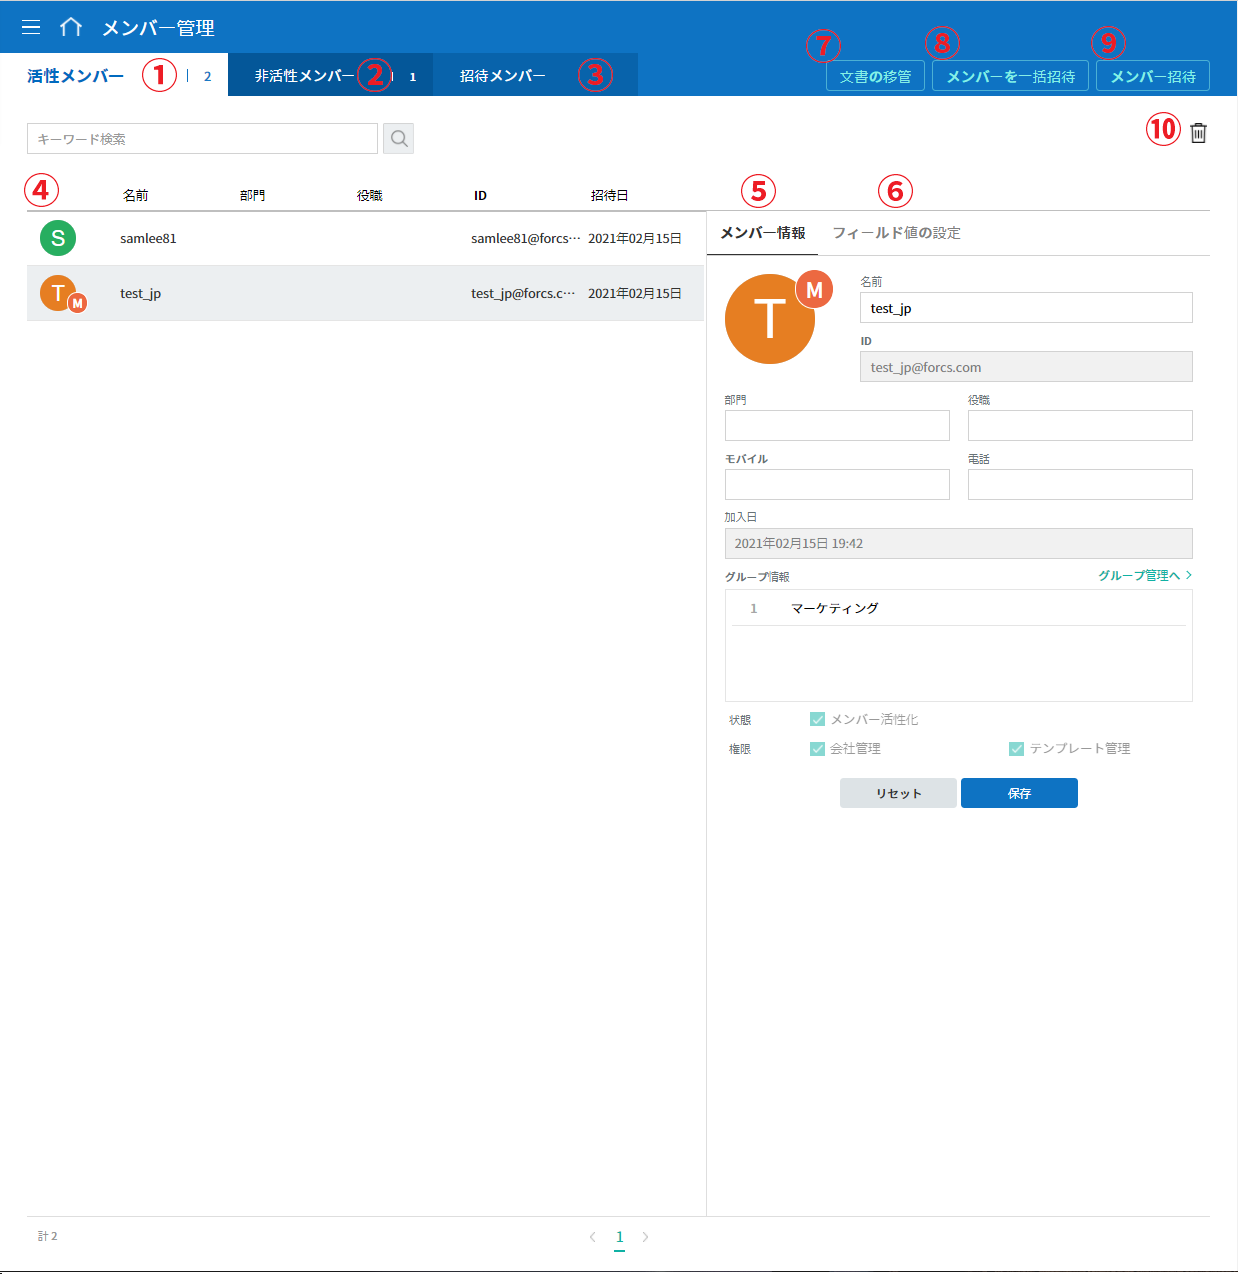 メンバー管理
活性メンバー ① | 2
非活性メンバー ② | 1
招待メンバー ③
⑦ 文書の移管
⑧ メンバーを一括招待
⑨ メンバー招待
キーワード検索
⑩
④ 名前 部門 役職 ID 招待日
S samlee81 samlee81@forcs… 2021年02月15日
T M test_jp test_jp@forcs.c… 2021年02月15日
⑤ ⑥
メンバー情報 フィールド値の設定
T M
名前
test_jp
ID
test_jp@forcs.com
部門 役職
モバイル 電話
加入日
2021年02月15日 19:42
グループ情報 グループ管理へ >
1 マーケティング
状態 メンバー活性化
権限 会社管理 テンプレート管理
リセット 保存
計 2 < 1 >